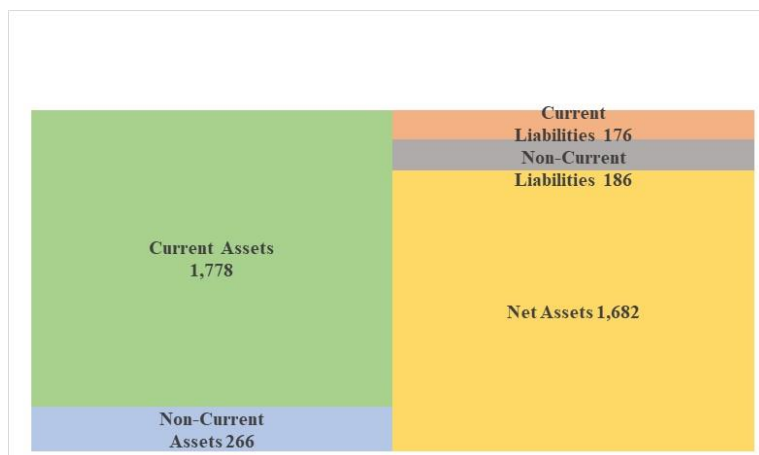 Current Assets
1,778
Non-Current
Assets 266
Current
Liabilities 176
Non-Current
Liabilities 186
Net Assets 1,682